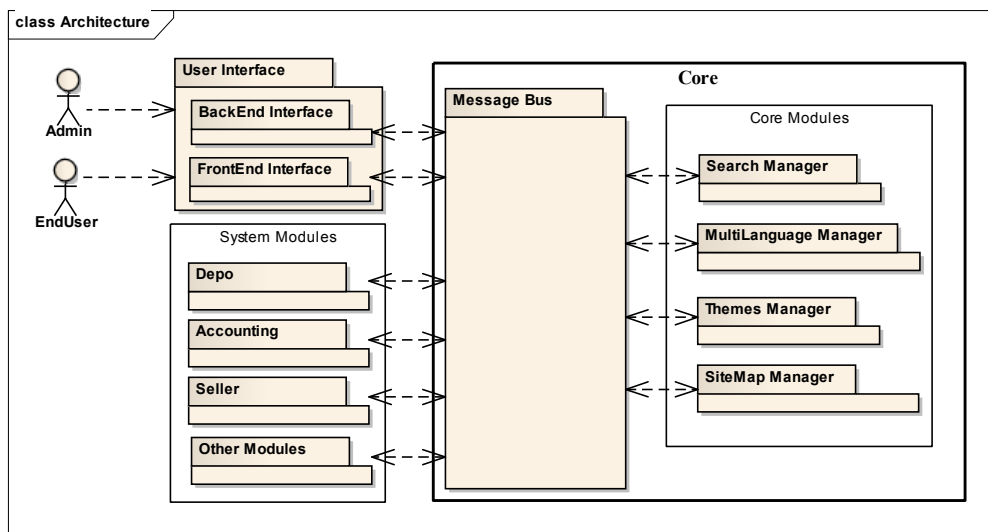 class Architecture
Admin
EndUser
User Interface
BackEnd Interface
FrontEnd Interface
System Modules
Depo
Accounting
Seller
Other Modules
Core
Message Bus
Core Modules
Search Manager
MultiLanguage Manager
Themes Manager
SiteMap Manager